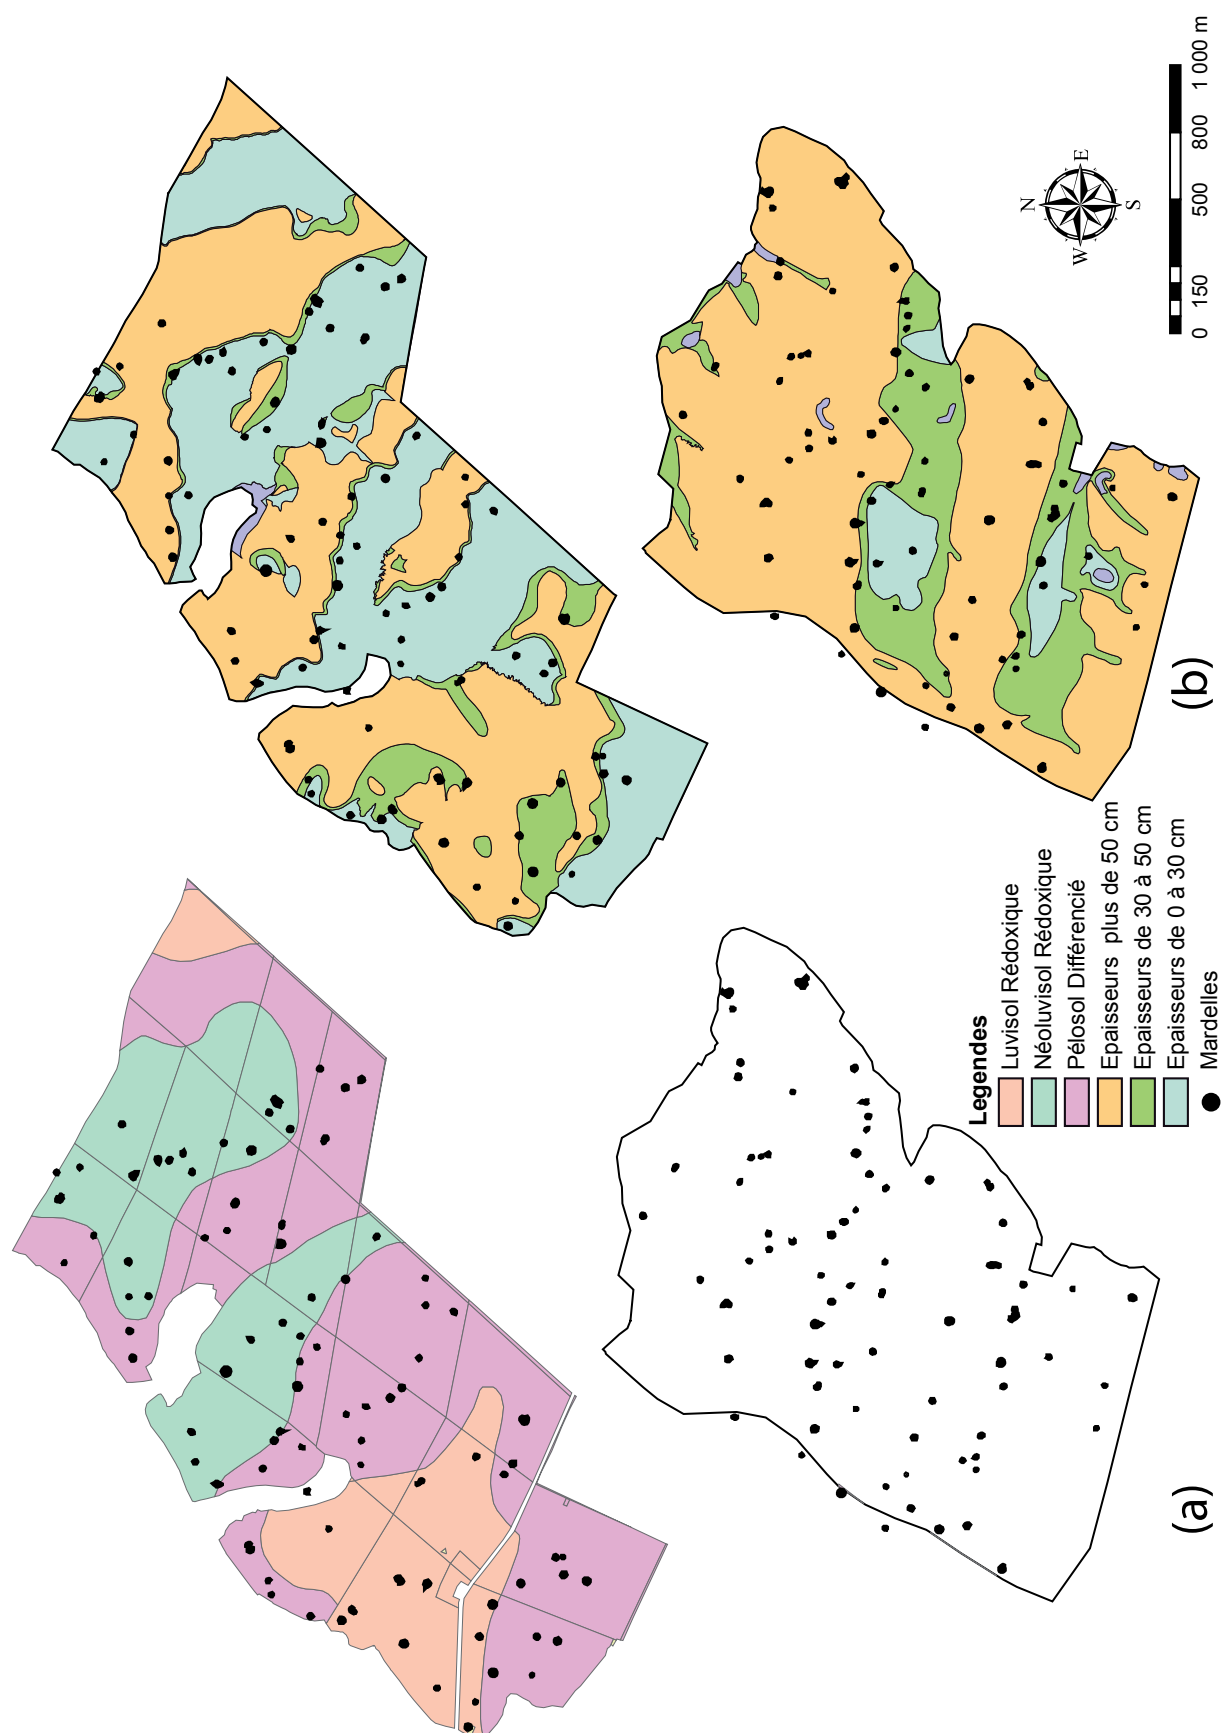 N
W
E
S
0 150 500 800 1 000 m
(b)
(a)
Legendes
Luvisol Rédoxique
Néoluvisol Rédoxique
Pélosol Différencié
Epaisseurs plus de 50 cm
Epaisseurs de 30 à 50 cm
Epaisseurs de 0 à 30 cm
Mardelles